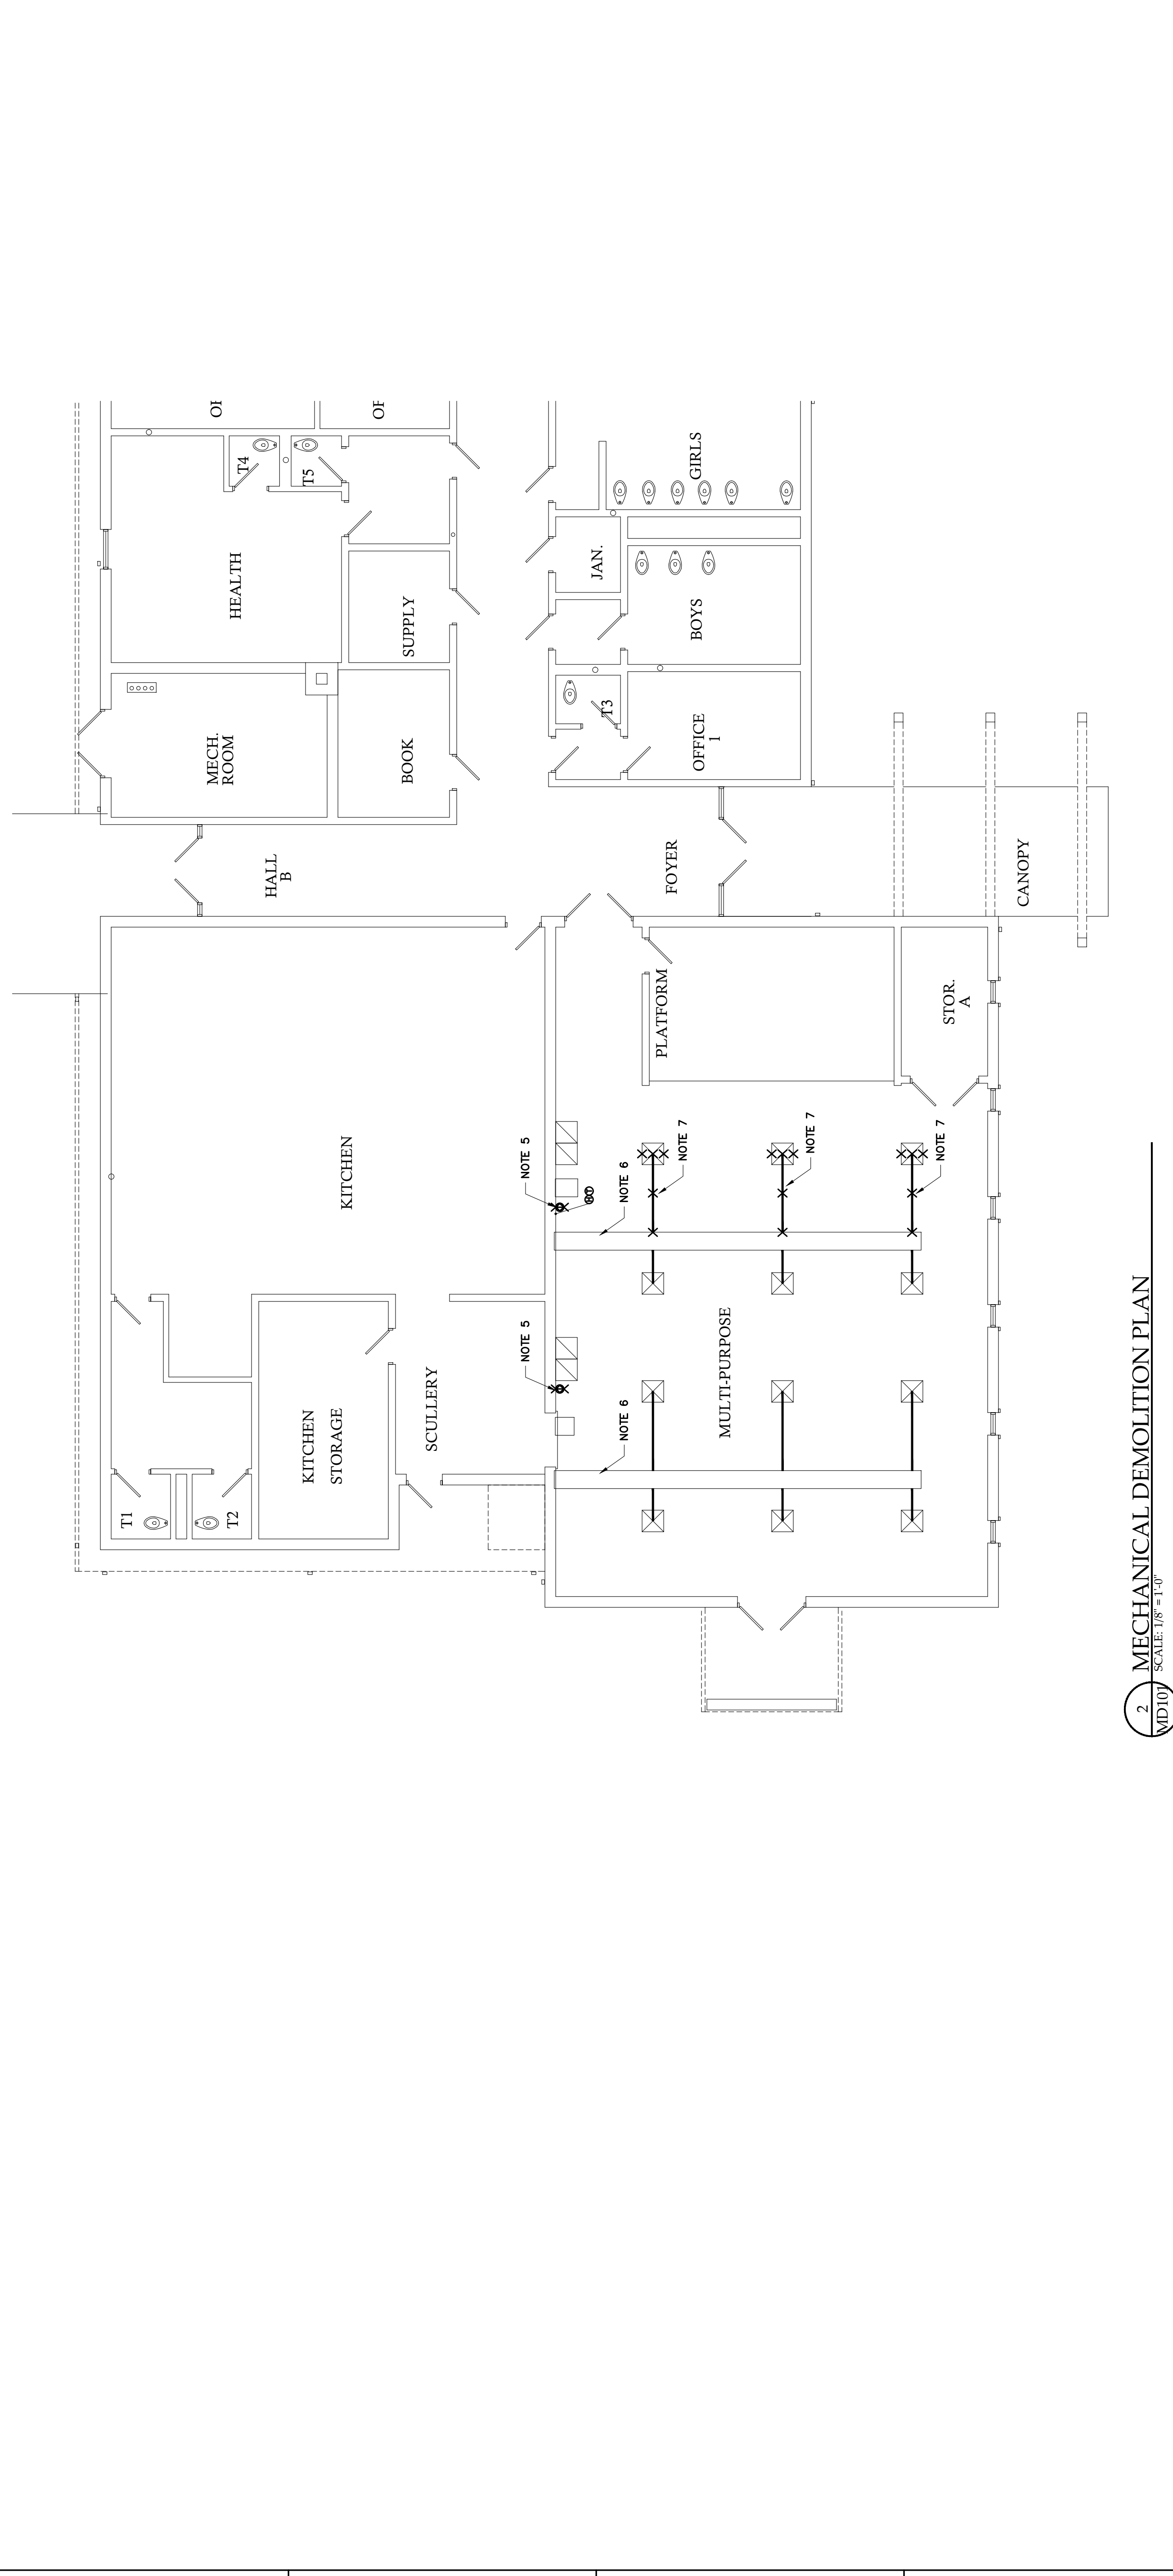 OF
OF
T4
T5
GIRLS
HEALTH
JAN.
SUPPLY
BOYS
T3
MECH.
ROOM
BOOK
OFFICE
1
HALL
B
FOYER
CANOPY
PLATFORM
STOR.
A
KITCHEN
NOTE 5
NOTE 6
NOTE 7
NOTE 7
NOTE 7
MULTI-PURPOSE
NOTE 5
NOTE 6
SCULLERY
KITCHEN
STORAGE
T1
T2
2
MD101
MECHANICAL DEMOLITION PLAN
SCALE: 1/8" = 1'-0"